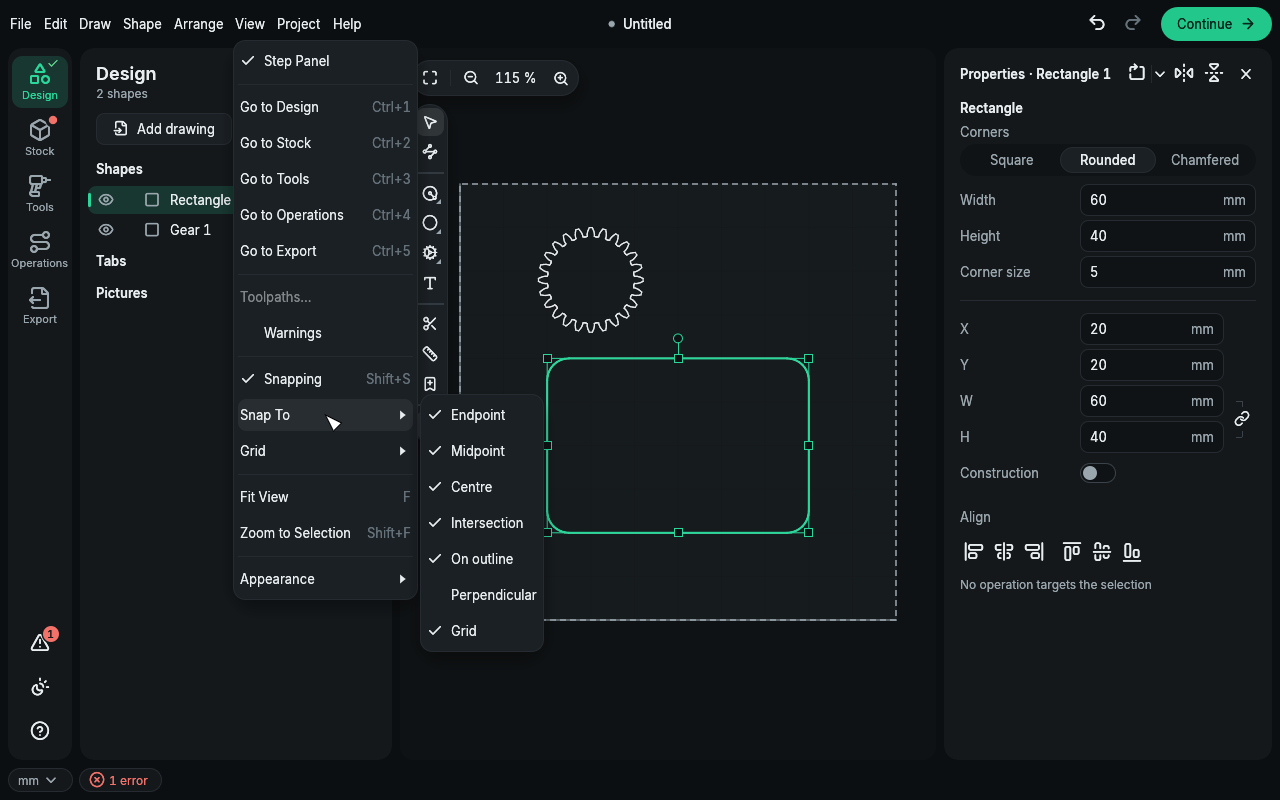 File Edit Draw Shape Arrange View Project Help
Untitled
Continue
Design
Stock
Tools
Operations
Export
1
Design
2 shapes
Add drawing
Shapes
Rectangle
Gear 1
Tabs
Pictures
Step Panel
Go to Design Ctrl+1
Go to Stock Ctrl+2
Go to Tools Ctrl+3
Go to Operations Ctrl+4
Go to Export Ctrl+5
Toolpaths...
Warnings
Snapping Shift+S
Snap To
Grid
Fit View F
Zoom to Selection Shift+F
Appearance
Endpoint
Midpoint
Centre
Intersection
On outline
Perpendicular
Grid
115 %
T
Properties · Rectangle 1
Rectangle
Corners
Square Rounded Chamfered
Width 60 mm
Height 40 mm
Corner size 5 mm
X 20 mm
Y 20 mm
W 60 mm
H 40 mm
Construction
Align
No operation targets the selection
mm
1 error